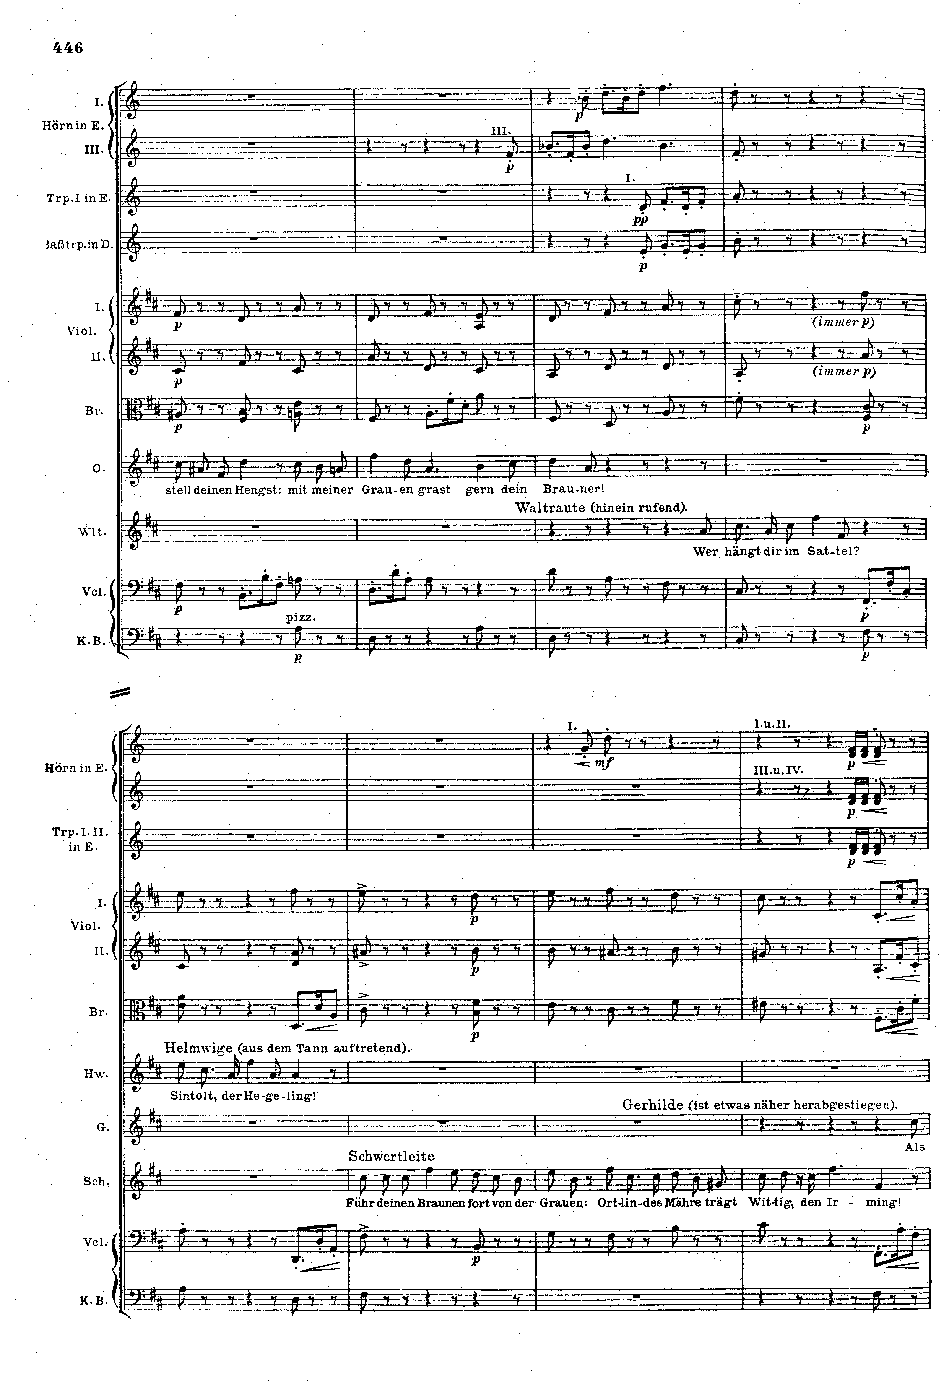 446
I.
Hörn in E.
III.
III.
p
p
Trp. I in E.
I.
pp
Baßtrp. in D.
p
I.
Viol.
p
(immer p)
II.
p
(immer p)
Br.
p
p
O.
stell deinen Hengst: mit meiner Grau-en grast gern dein Brau-ner!
Waltraute (hinein rufend).
Wlt.
Wer hängt dir im Sat-tel?
Vcl.
p
p
pizz.
K.B.
p
p
I.
I. u. II.
mf
p
Hörn in E.
III. u. IV.
p
Trp. I. II.
in E.
p
I.
Viol.
p
II.
p
Br.
p
Helmwige (aus dem Tann auftretend).
Hw.
Sintolt, der He-ge-ling!
Gerhilde (ist etwas näher herabgestiegen).
G.
Als
Schwertleite
Sch.
Führ deinen Braunen fort von der Grauen: Ort-lin-des Mähre trägt Wit-tig, den Ir - ming!
Vcl.
p
K.B.